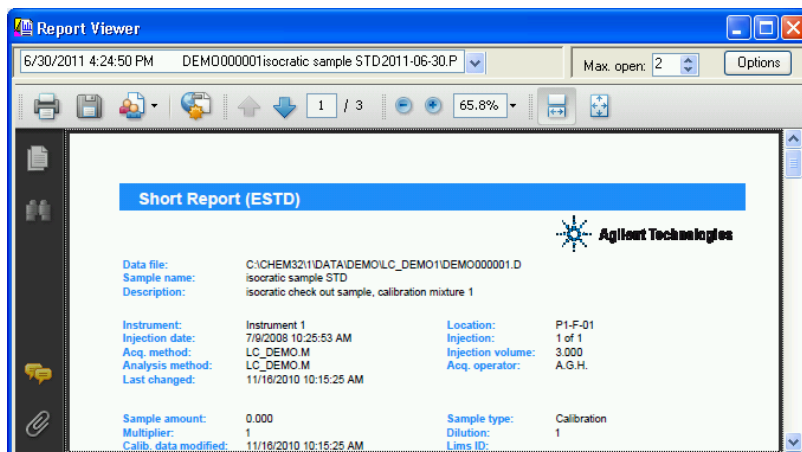 Report Viewer
6/30/2011 4:24:50 PM DEMO000001isocratic sample STD2011-06-30.P
Max. open: 2
Options
1 / 3
65.8%
Short Report (ESTD)
Agilent Technologies
Data file: C:\CHEM32\1\DATA\DEMO\LC_DEMO1\DEMO000001.D
Sample name: isocratic sample STD
Description: isocratic check out sample, calibration mixture 1
Instrument: Instrument 1 Location: P1-F-01
Injection date: 7/9/2008 10:25:53 AM Injection: 1 of 1
Acq. method: LC_DEMO.M Injection volume: 3.000
Analysis method: LC_DEMO.M Acq. operator: A.G.H.
Last changed: 11/16/2010 10:15:25 AM
Sample amount: 0.000 Sample type: Calibration
Multiplier: 1 Dilution: 1
Calib. data modified: 11/16/2010 10:15:25 AM Lims ID: